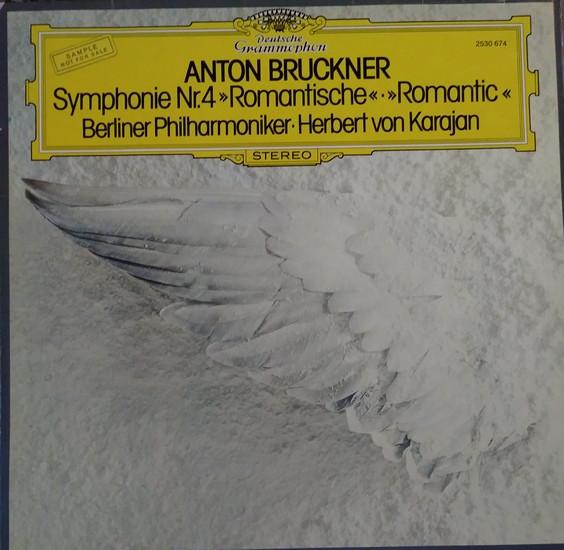 Deutsche
Grammophon
2530 674
SAMPLE
NOT FOR SALE
ANTON BRUCKNER
Symphonie Nr.4 »Romantische«·»Romantic«
Berliner Philharmoniker·Herbert von Karajan
STEREO